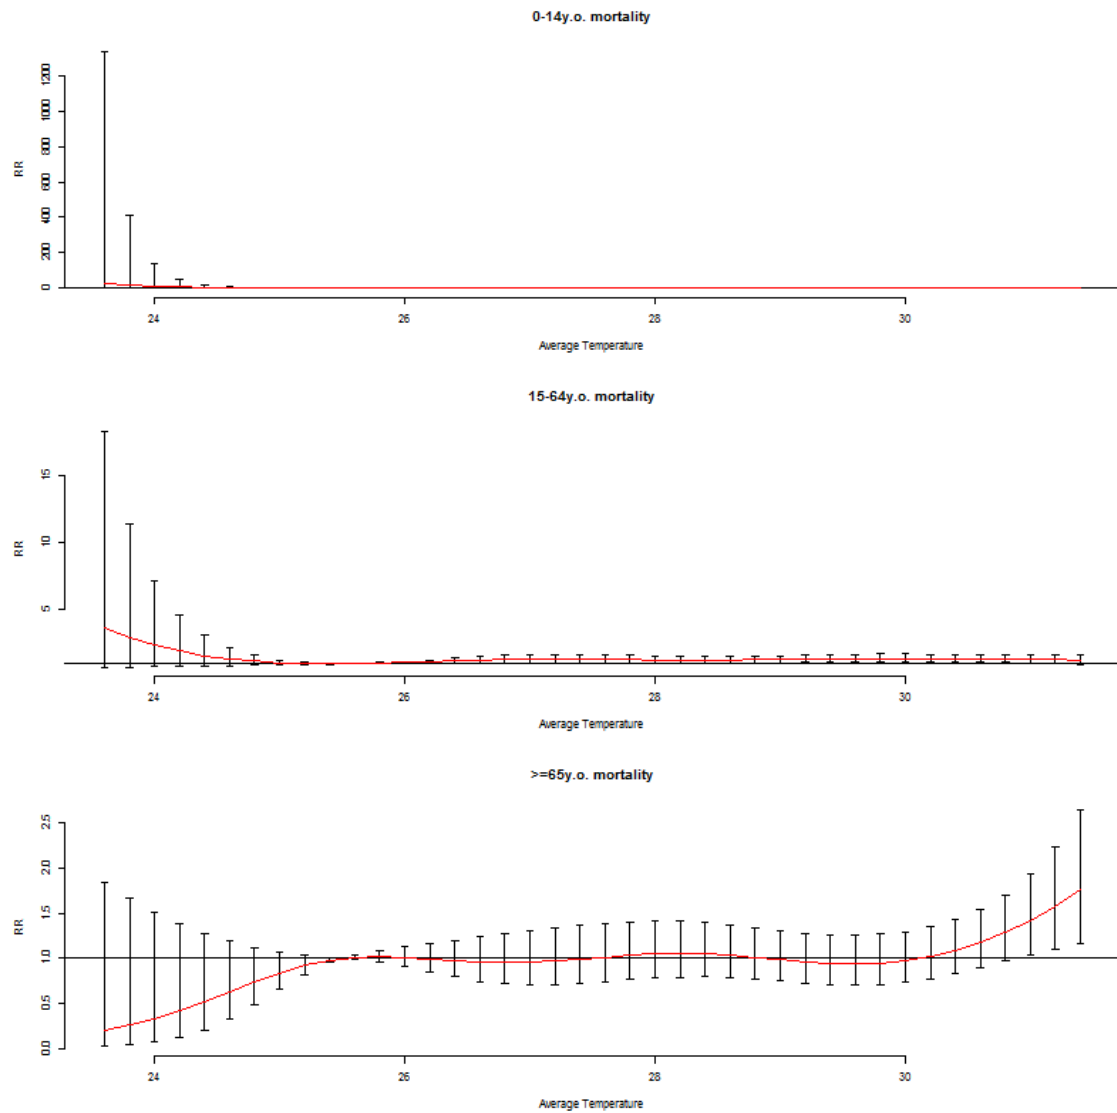 0-14y.o. mortality
1200
1000
800
600
400
200
0
RR
24 26 28 30
Average Temperature
15-64y.o. mortality
15
10
5
RR
24 26 28 30
Average Temperature
>=65y.o. mortality
2.5
2.0
1.5
1.0
0.5
0.0
RR
24 26 28 30
Average Temperature